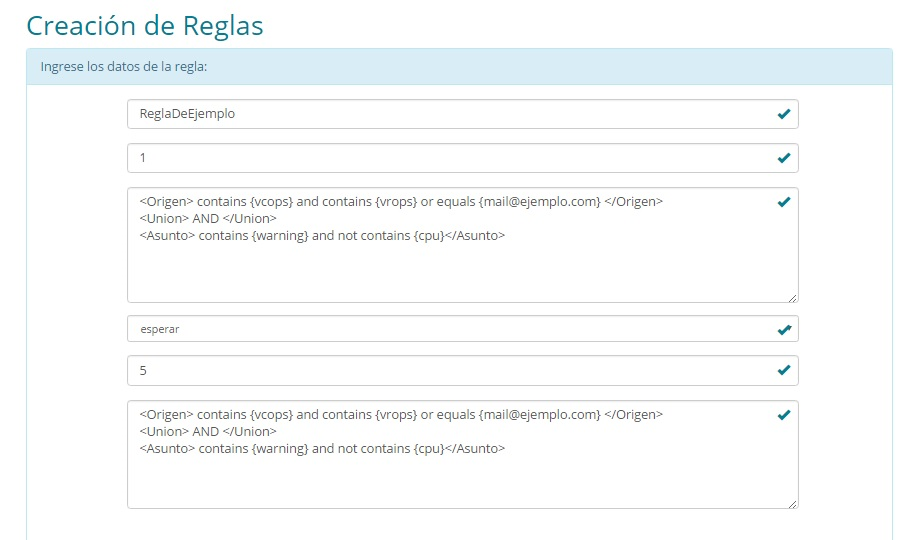 Creación de Reglas
Ingrese los datos de la regla:
ReglaDeEjemplo
1
<Origen> contains {vcops} and contains {vrops} or equals {mail@ejemplo.com} </Origen>
<Union> AND </Union>
<Asunto> contains {warning} and not contains {cpu}</Asunto>
esperar
5
<Origen> contains {vcops} and contains {vrops} or equals {mail@ejemplo.com} </Origen>
<Union> AND </Union>
<Asunto> contains {warning} and not contains {cpu}</Asunto>